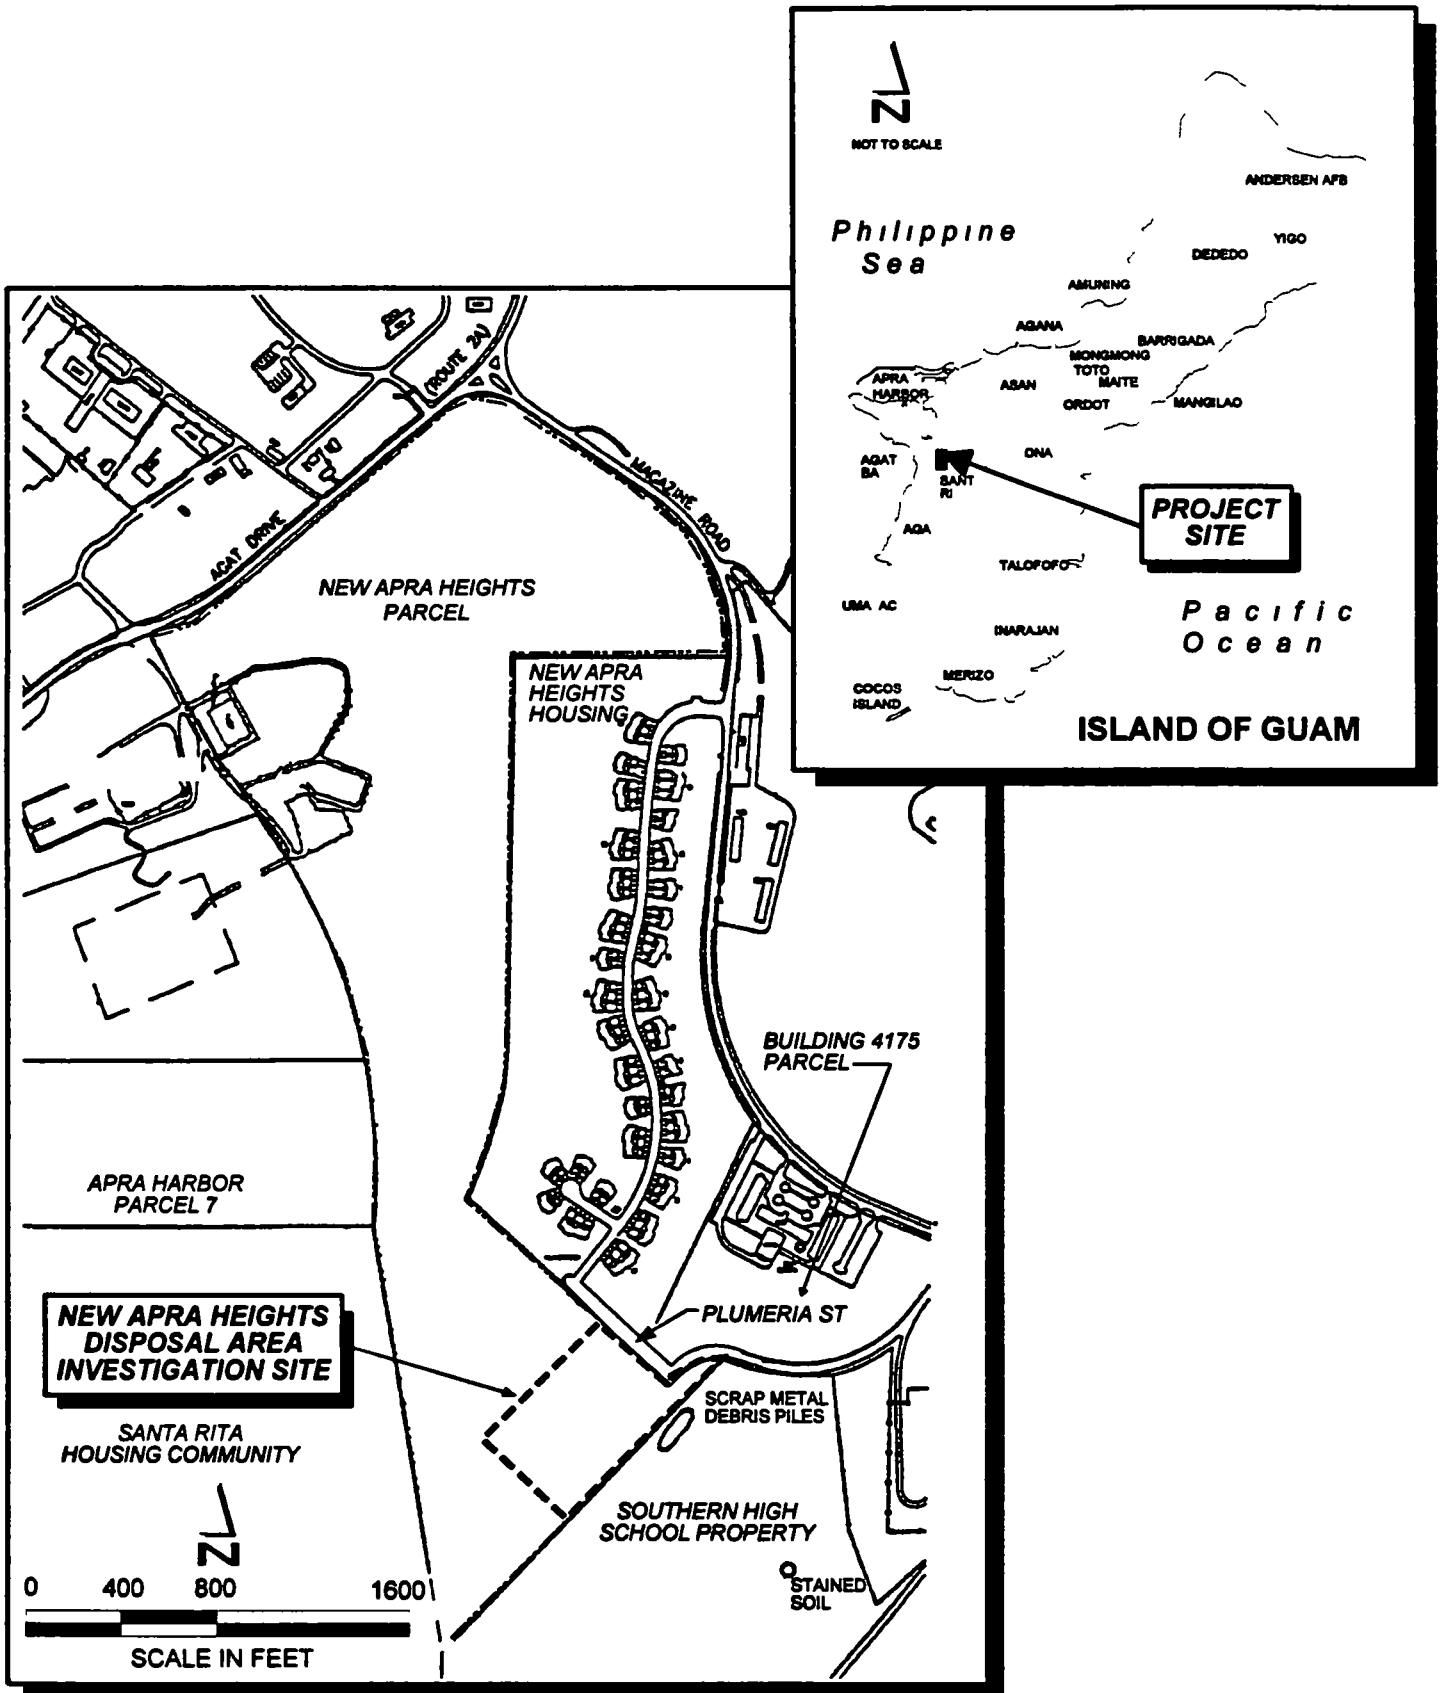 N
NOT TO SCALE
Philippine
Sea
ANDERSEN AFB
YIGO
DEDEDO
AMUNING
AGANA
BARRIGADA
MONGMONG
TOTO
MAITE
APRA
HARBOR
ASAN
ORDOT
MANGILAO
AGAT
BA
ONA
SANT
RI
PROJECT
SITE
AGA
TALOFOFO
UMA AC
Pacific
Ocean
INARAJAN
MERIZO
COCOS
ISLAND
ISLAND OF GUAM
(ROUTE 2A)
MAGAZINE ROAD
AGAT DRIVE
NEW APRA HEIGHTS
PARCEL
NEW APRA
HEIGHTS
HOUSING
BUILDING 4175
PARCEL
APRA HARBOR
PARCEL 7
NEW APRA HEIGHTS
DISPOSAL AREA
INVESTIGATION SITE
PLUMERIA ST
SCRAP METAL
DEBRIS PILES
SANTA RITA
HOUSING COMMUNITY
SOUTHERN HIGH
SCHOOL PROPERTY
N
STAINED
SOIL
0 400 800 1600
SCALE IN FEET